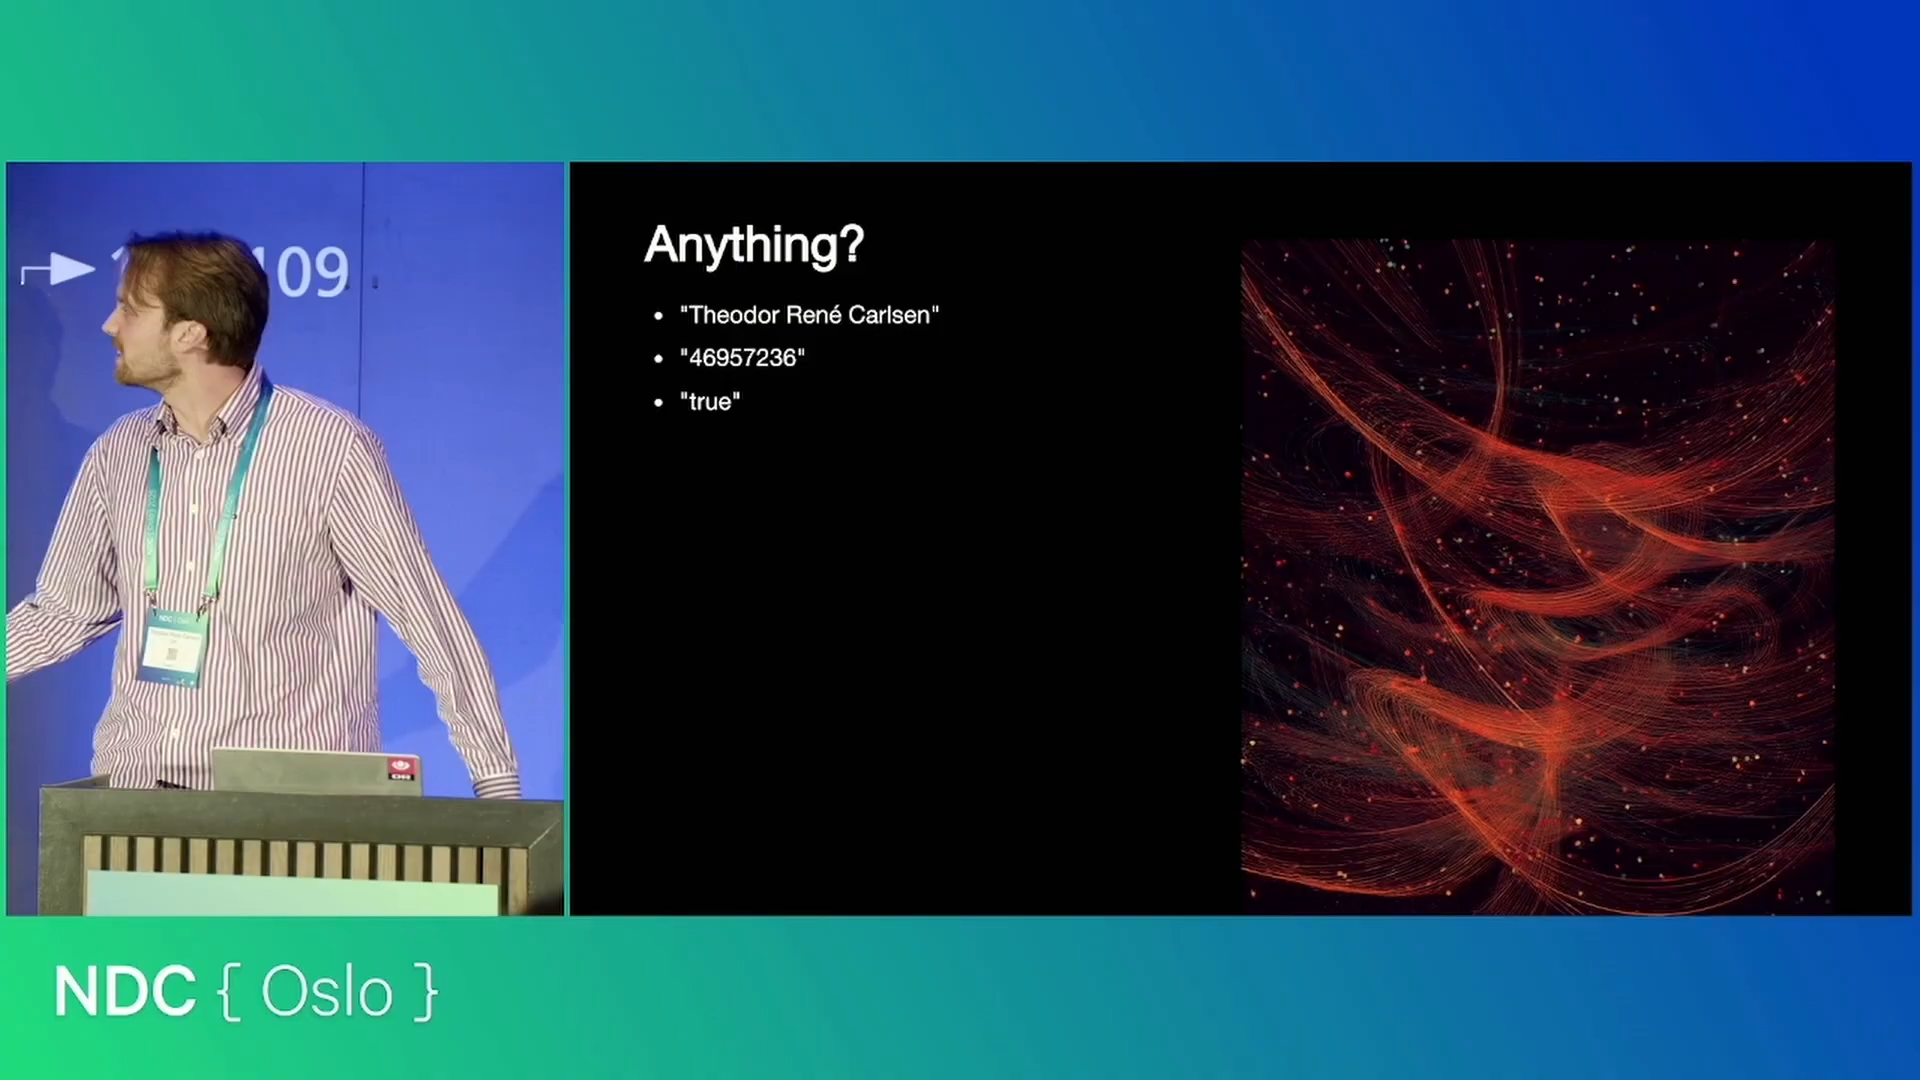 109
Anything?
• "Theodor René Carlsen"
• "46957236"
• "true"
NDC { Oslo }